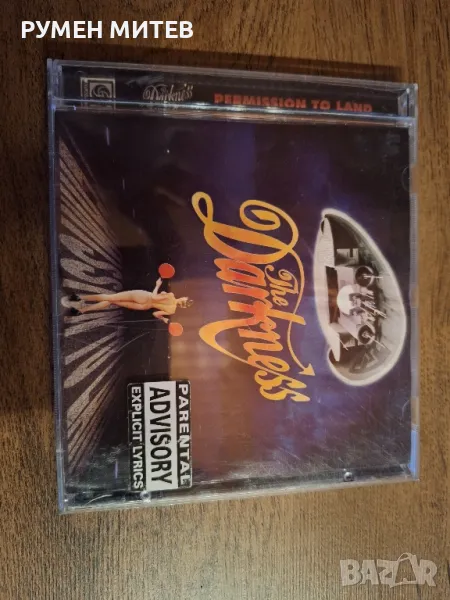 РУМЕН МИТЕВ
The Darkness
PERMISSION TO LAND
The
Darkness
PARENTAL
ADVISORY
EXPLICIT LYRICS
BAZAR